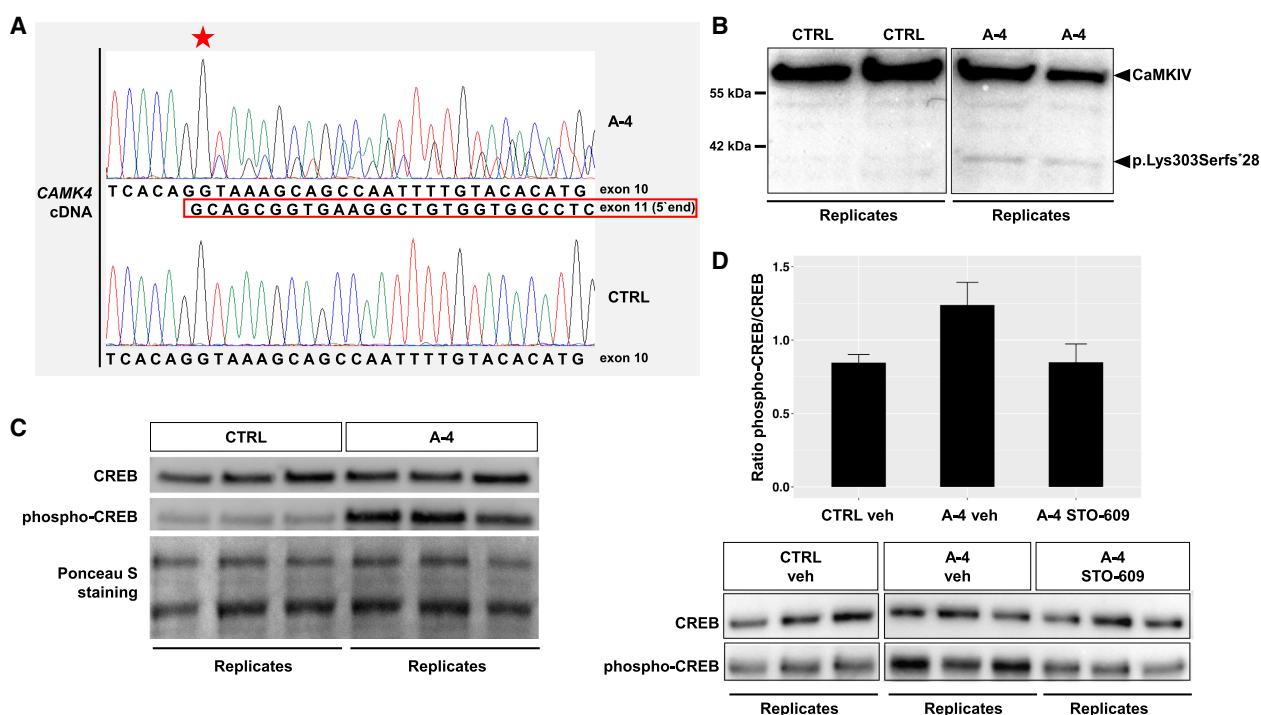 A
A-4
CAMK4
cDNA
TCACAGGTAAAGCAGCCAATTTTGTACACATG exon 10
GCAGCGGTGAAGGCTGTGGTGGCCTC exon 11 (5`end)
CTRL
TCACAGGTAAAGCAGCCAATTTTGTACACATG exon 10
B
CTRL CTRL A-4 A-4
55 kDa
42 kDa
CaMKIV
p.Lys303Serfs*28
Replicates Replicates
C
CTRL A-4
CREB
phospho-CREB
Ponceau S
staining
Replicates Replicates
D
Ratio phospho-CREB/CREB
1.5
1.0
0.5
0.0
CTRL veh A-4 veh A-4 STO-609
CTRL
veh
A-4
veh
A-4
STO-609
CREB
phospho-CREB
Replicates Replicates Replicates